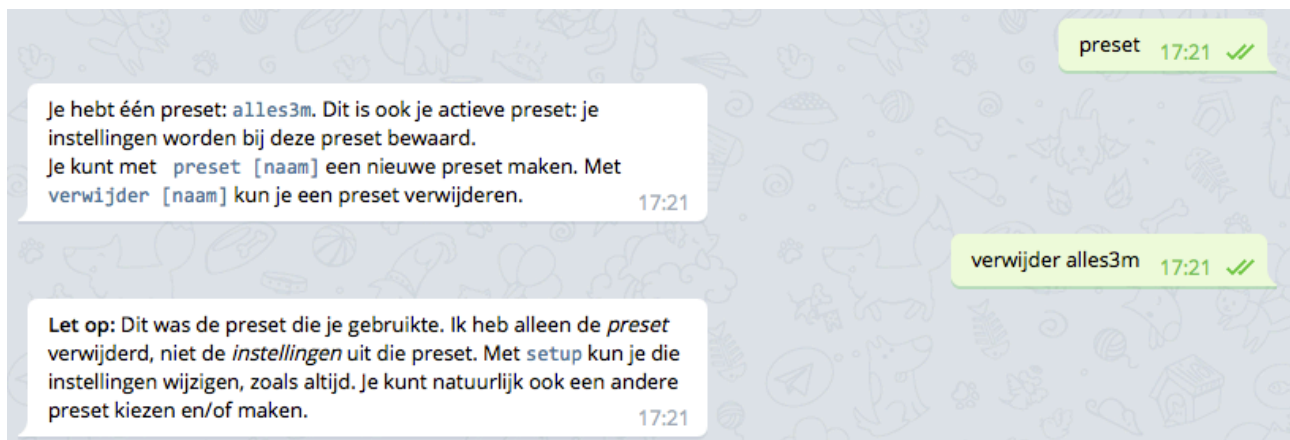 preset 17:21
Je hebt één preset: alles3m. Dit is ook je actieve preset: je
instellingen worden bij deze preset bewaard.
Je kunt met preset [naam] een nieuwe preset maken. Met
verwijder [naam] kun je een preset verwijderen. 17:21
verwijder alles3m 17:21
Let op: Dit was de preset die je gebruikte. Ik heb alleen de preset
verwijderd, niet de instellingen uit die preset. Met setup kun je die
instellingen wijzigen, zoals altijd. Je kunt natuurlijk ook een andere
preset kiezen en/of maken. 17:21